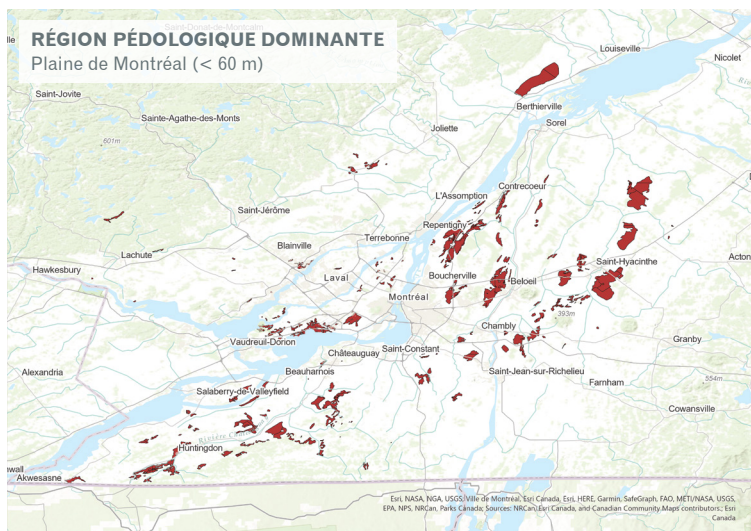 RÉGION PÉDOLOGIQUE DOMINANTE
Plaine de Montréal (< 60 m)
Saint-Donat-de-Montcalm
Louiseville
Nicolet
Saint-Jovite
Berthierville
Sainte-Agathe-des-Monts
Sorel
601m
Joliette
L'Assomption
Contrecoeur
Saint-Jérôme
Repentigny
Terrebonne
Blainville
Lachute
Acton
Saint-Hyacinthe
Hawkesbury
Laval
Boucherville
Beloeil
Montréal
393m
Chambly
Vaudreuil-Dorion
Granby
Saint-Constant
Châteauguay
Alexandria
Beauharnois
Saint-Jean-sur-Richelieu
Farnham
554m
Salaberry-de-Valleyfield
Cowansville
Huntingdon
nwall
Akwesasne
Esri, NASA, NGA, USGS, Ville de Montréal, Esri Canada, Esri, HERE, Garmin, SafeGraph, FAO, METI/NASA, USGS,
EPA, NPS, NRCan, Parks Canada; Sources: NRCan, Esri Canada, and Canadian Community Maps contributors.; Esri
Canada